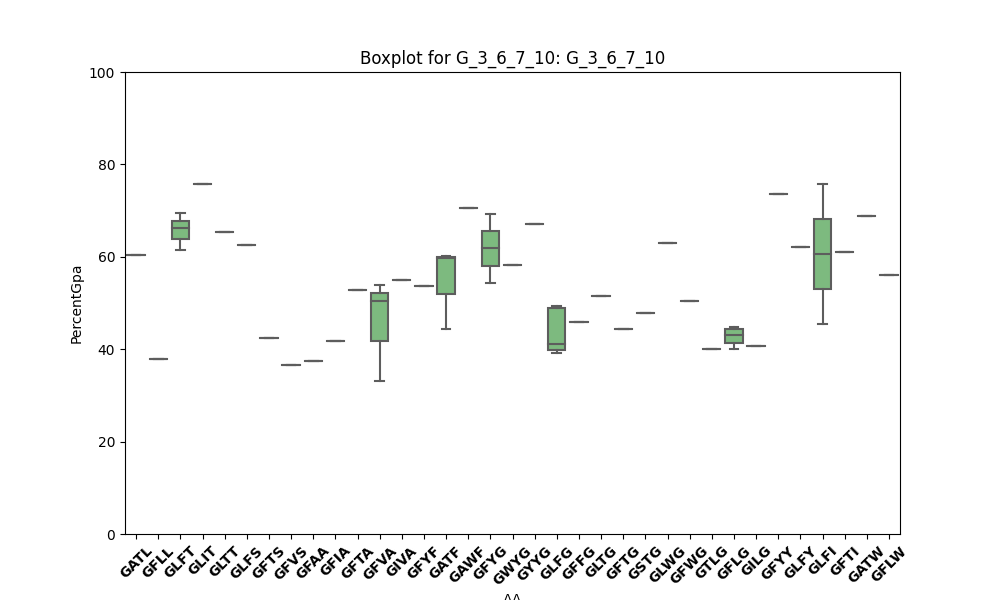 Boxplot for G_3_6_7_10: G_3_6_7_10
100
80
60
40
20
0
PercentGpa
GATL GFLL GLFT GLIT GLTT GLFS GFTS GFVS GFAA GFIA GFTA GFVA GIVA GFYF GATF GAWF GFYG GWYG GYYG GLFG GFFG GLTG GFTG GSTG GLWG GFWG GTLG GFLG GILG GFYY GLFY GLFI GFTI GATW GFLW
AA